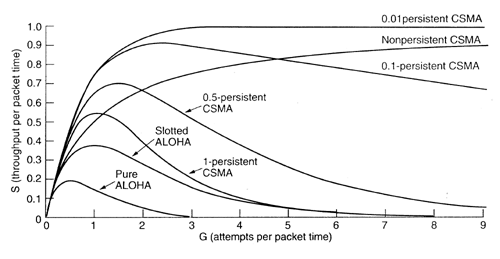 0.01persistent CSMA
Nonpersistent CSMA
0.1-persistent CSMA
0.5-persistent
CSMA
Slotted
ALOHA
1-persistent
CSMA
Pure
ALOHA
S (throughput per packet time)
1.0
0.9
0.8
0.7
0.6
0.5
0.4
0.3
0.2
0.1
0
0 1 2 3 4 5 6 7 8 9
G (attempts per packet time)